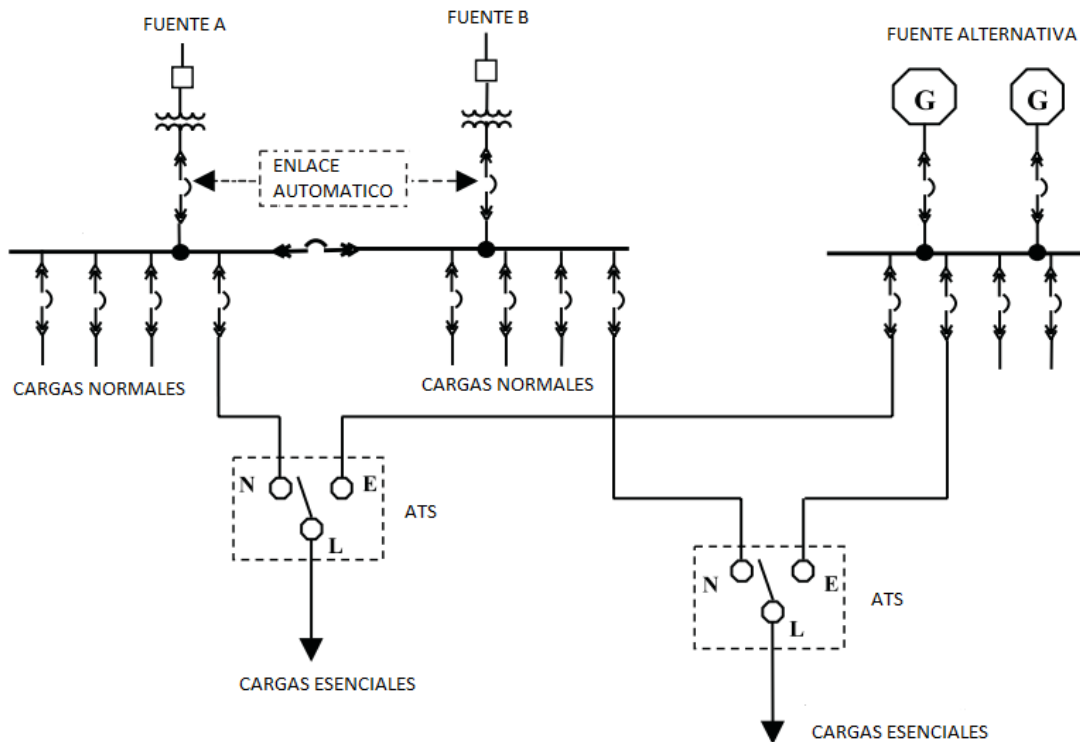 FUENTE A
FUENTE B
FUENTE ALTERNATIVA
G
G
ENLACE
AUTOMATICO
CARGAS NORMALES
CARGAS NORMALES
N
E
ATS
L
N
E
ATS
L
CARGAS ESENCIALES
CARGAS ESENCIALES